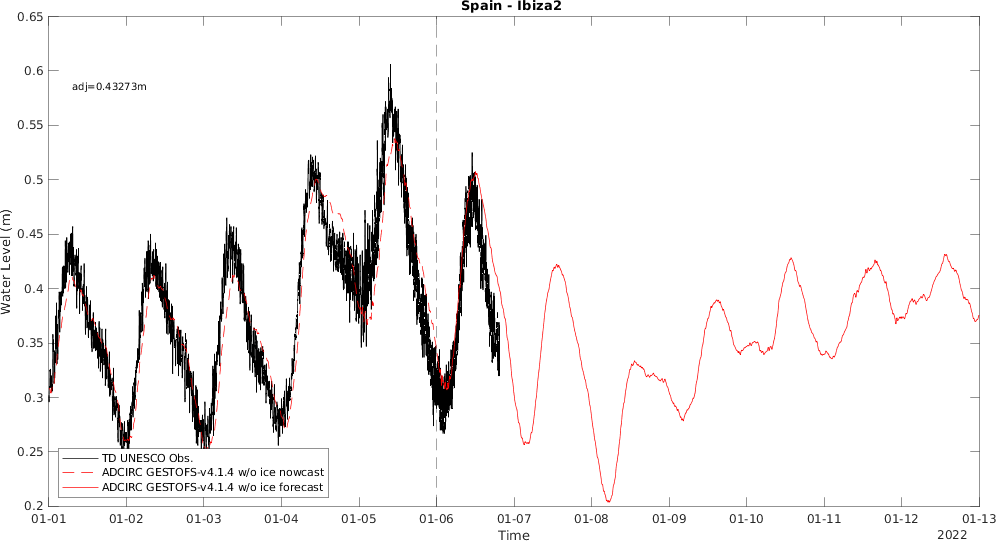 Spain - Ibiza2
0.65
0.6
0.55
0.5
0.45
0.4
0.35
0.3
0.25
0.2
Water Level (m)
adj=0.43273m
TD UNESCO Obs.
ADCIRC GESTOFS-v4.1.4 w/o ice nowcast
ADCIRC GESTOFS-v4.1.4 w/o ice forecast
01-01 01-02 01-03 01-04 01-05 01-06 01-07 01-08 01-09 01-10 01-11 01-12 01-13
Time
2022